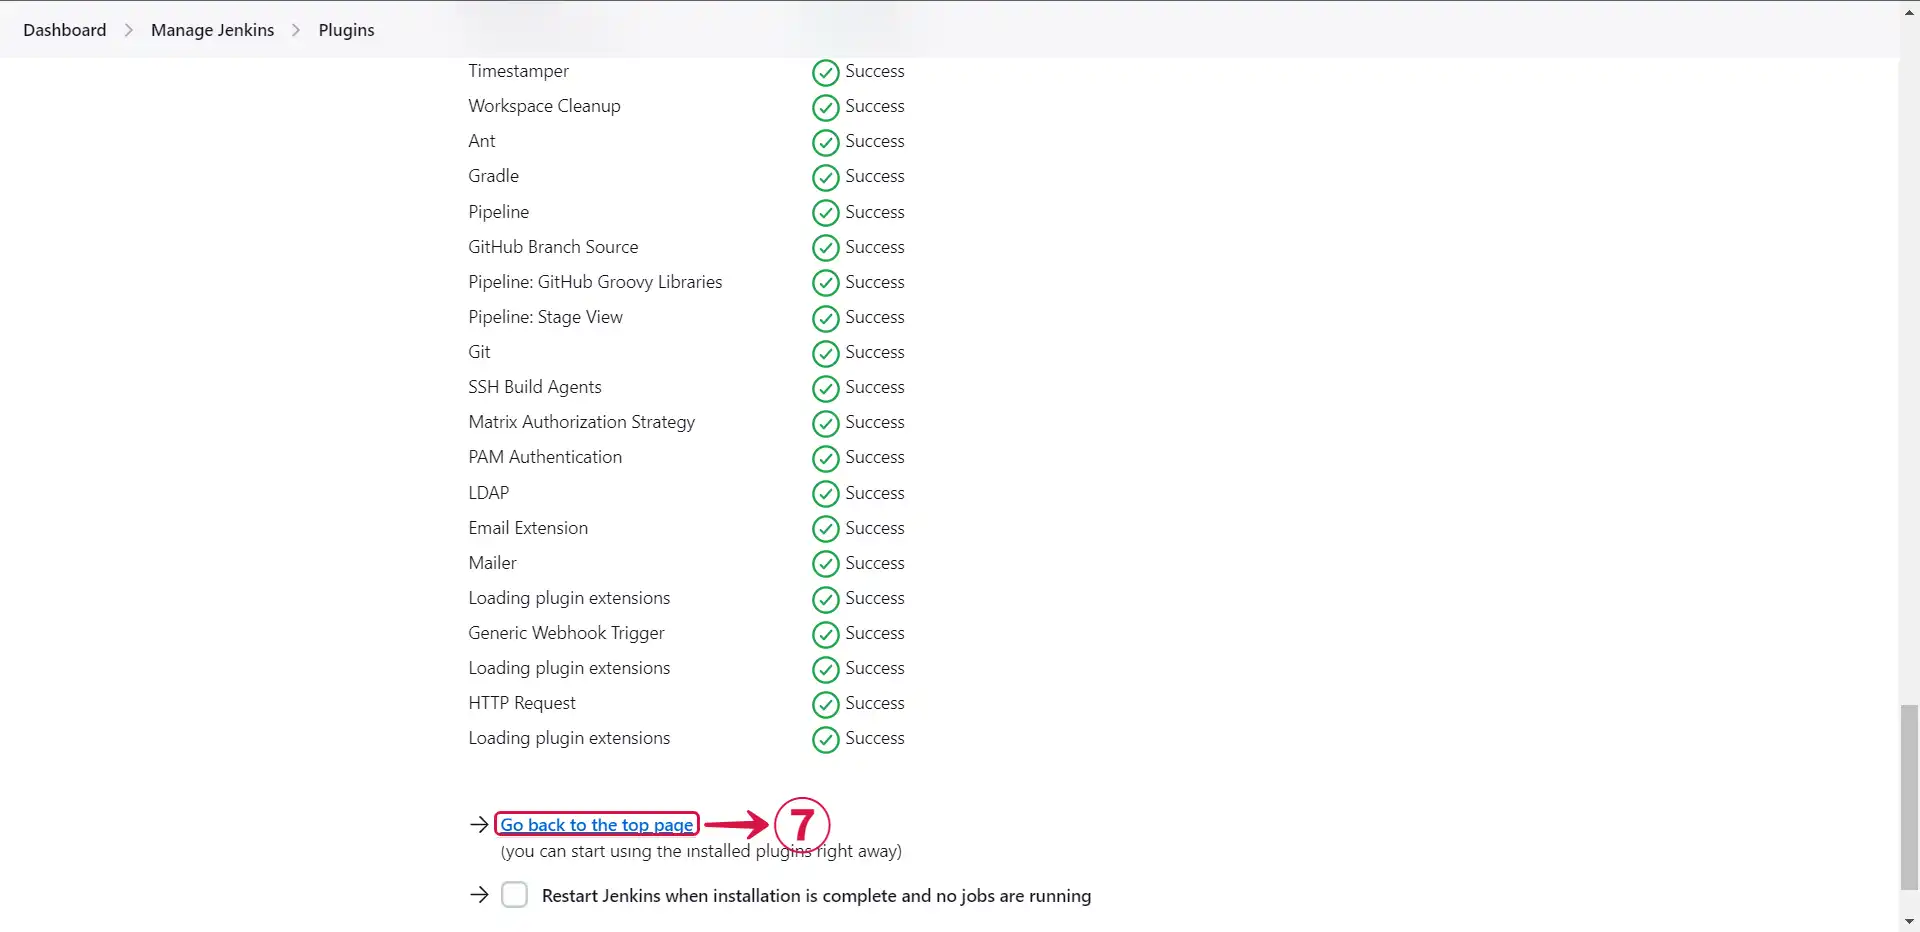 Dashboard > Manage Jenkins > Plugins
Timestamper Success
Workspace Cleanup Success
Ant Success
Gradle Success
Pipeline Success
GitHub Branch Source Success
Pipeline: GitHub Groovy Libraries Success
Pipeline: Stage View Success
Git Success
SSH Build Agents Success
Matrix Authorization Strategy Success
PAM Authentication Success
LDAP Success
Email Extension Success
Mailer Success
Loading plugin extensions Success
Generic Webhook Trigger Success
Loading plugin extensions Success
HTTP Request Success
Loading plugin extensions Success
→ Go back to the top page 7
(you can start using the installed plugins right away)
→ Restart Jenkins when installation is complete and no jobs are running